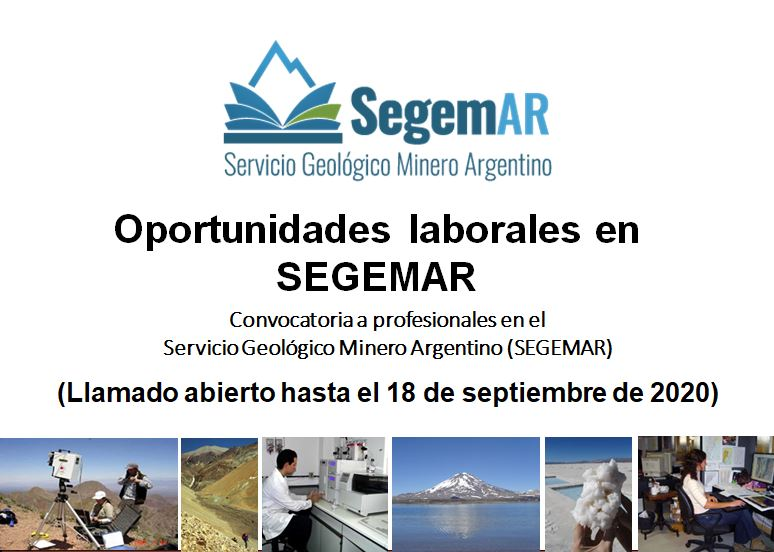 SegemAR
Servicio Geológico Minero Argentino
Oportunidades laborales en
SEGEMAR
Convocatoria a profesionales en el
Servicio Geológico Minero Argentino (SEGEMAR)
(Llamado abierto hasta el 18 de septiembre de 2020)